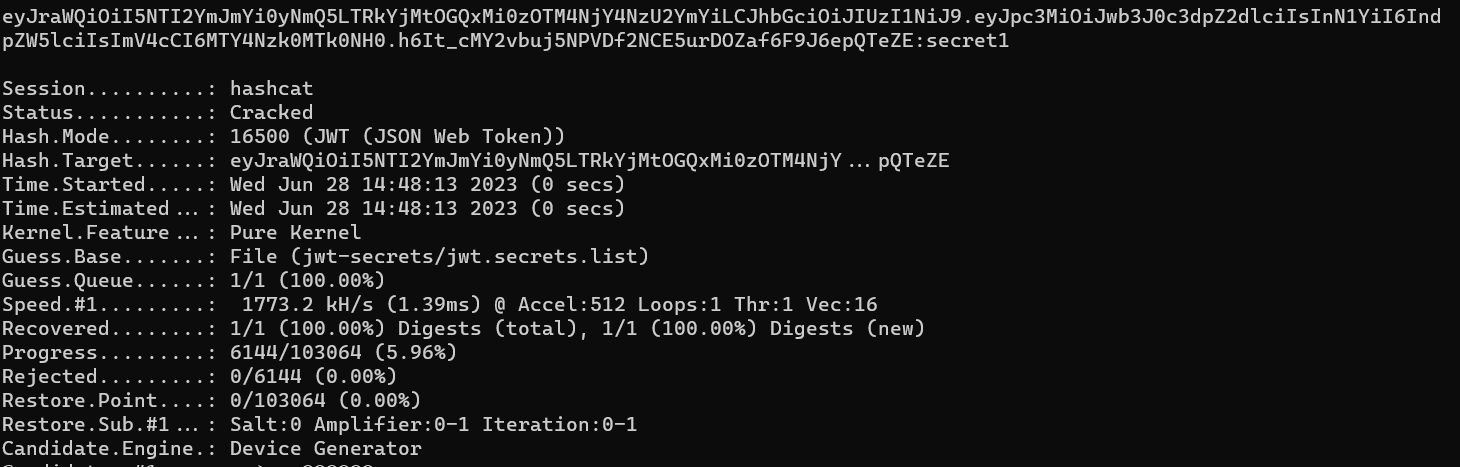 eyJraWQiOiI5NTI2YmJmYi0yNmQ5LTRkYjMtOGQxMi0zOTM4NjY4NzU2YmYiLCJhbGciOiJIUzI1NiJ9.eyJpc3MiOiJwb3J0c3dpZ2dlciIsInN1YiI6Ind
pZW5lciIsImV4cCI6MTY4Nzk0MTk0NH0.h6It_cMY2vbuj5NPVDf2NCE5urDOZaf6F9J6epQTeZE:secret1
Session..........: hashcat
Status...........: Cracked
Hash.Mode........: 16500 (JWT (JSON Web Token))
Hash.Target......: eyJraWQiOiI5NTI2YmJmYi0yNmQ5LTRkYjMtOGQxMi0zOTM4NjY...pQTeZE
Time.Started.....: Wed Jun 28 14:48:13 2023 (0 secs)
Time.Estimated...: Wed Jun 28 14:48:13 2023 (0 secs)
Kernel.Feature...: Pure Kernel
Guess.Base.......: File (jwt-secrets/jwt.secrets.list)
Guess.Queue......: 1/1 (100.00%)
Speed.#1.........: 1773.2 kH/s (1.39ms) @ Accel:512 Loops:1 Thr:1 Vec:16
Recovered........: 1/1 (100.00%) Digests (total), 1/1 (100.00%) Digests (new)
Progress.........: 6144/103064 (5.96%)
Rejected.........: 0/6144 (0.00%)
Restore.Point....: 0/103064 (0.00%)
Restore.Sub.#1...: Salt:0 Amplifier:0-1 Iteration:0-1
Candidate.Engine.: Device Generator